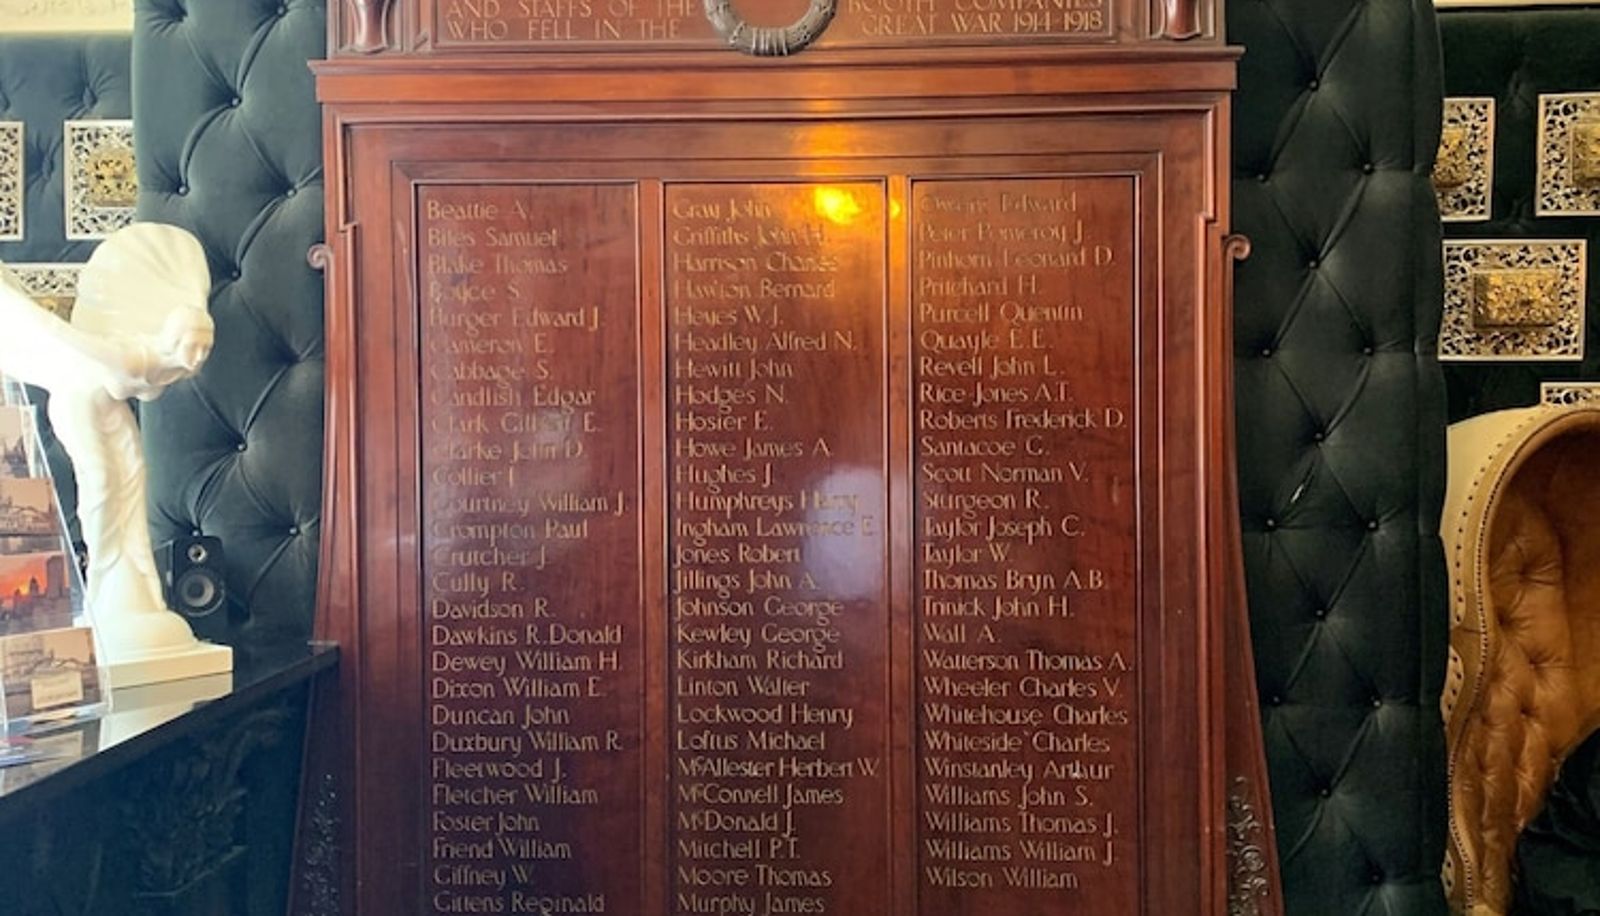 AND STAFFS OF THE BOOTH COMPANIES
WHO FELL IN THE GREAT WAR 1914-1918
Beattie A.
Biles Samuel
Blake Thomas
Boyce S.
Burger Edward J.
Cameron E.
Cabbage S.
Candlish Edgar
Clark Gilbert E.
Clarke John D.
Collier J.
Courtney William J.
Crompton Paul
Crutcher J.
Cully R.
Davidson R.
Dawkins R. Donald
Dewey William H.
Dixon William E.
Duncan John
Duxbury William R.
Fleetwood J.
Fletcher William
Foster John
Friend William
Giffney W.
Gittens Reginald
Gray John
Griffiths John H.
Harrison Charles
Hawton Bernard
Heyes W.J.
Headley Alfred N.
Hewitt John
Hodges N.
Hosier E.
Howe James A.
Hughes J.
Humphreys Harry
Ingham Lawrence E.
Jones Robert
Jillings John A.
Johnson George
Kewley George
Kirkham Richard
Linton Walter
Lockwood Henry
Loftus Michael
McAllester Herbert W.
McConnell James
McDonald J.
Mitchell P.T.
Moore Thomas
Murphy James
Owens Edward
Peter Pomeroy J.
Pinhorn Leonard D.
Pritchard H.
Purcell Quentin
Quayle E.E.
Revell John L.
Rice-Jones A.T.
Roberts Frederick D.
Santacoe G.
Scott Norman V.
Sturgeon R.
Taylor Joseph C.
Taylor W.
Thomas Bryn A.B.
Trinick John H.
Wall A.
Watterson Thomas A.
Wheeler Charles V.
Whitehouse Charles
Whiteside Charles
Winstanley Arthur
Williams John S.
Williams Thomas J.
Williams William J.
Wilson William